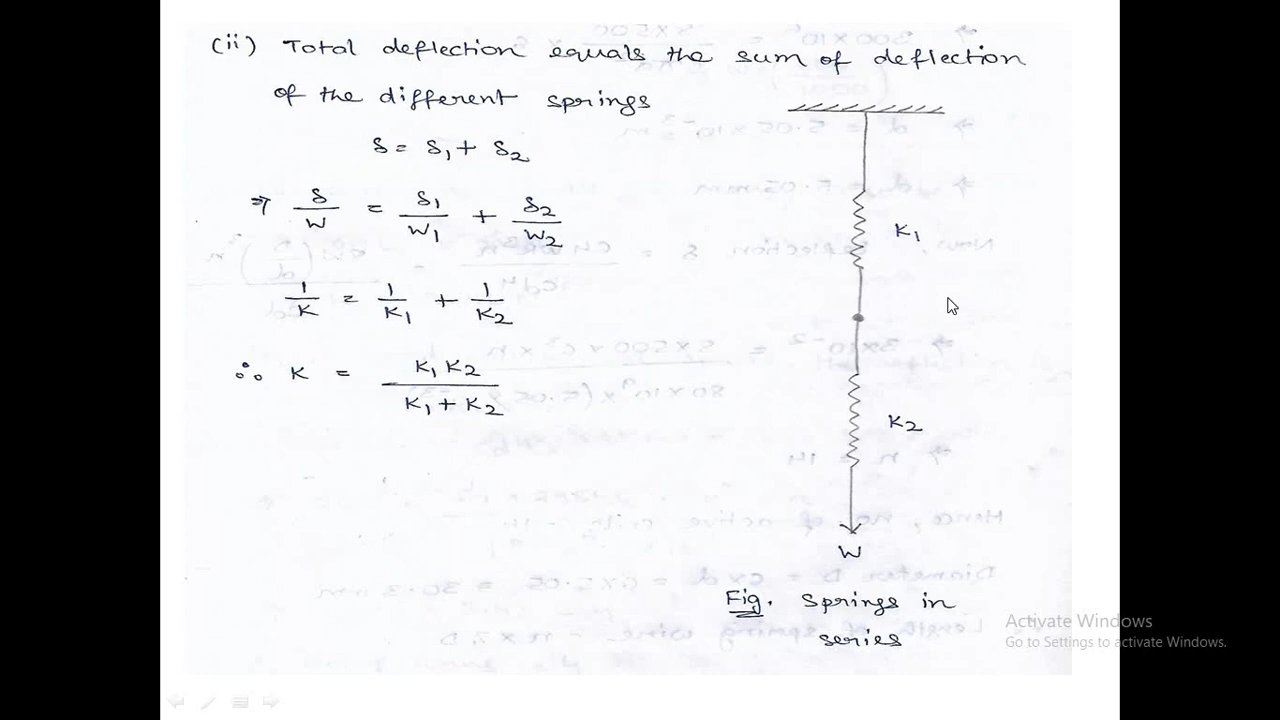 (ii) Total deflection equals the sum of deflection
of the different springs
δ = δ₁ + δ₂
⇒ δ/W = δ₁/W₁ + δ₂/W₂
1/K = 1/K₁ + 1/K₂
∴ K = K₁ K₂ / K₁ + K₂
K₁
K₂
W
Fig. Springs in
series
Activate Windows
Go to Settings to activate Windows.